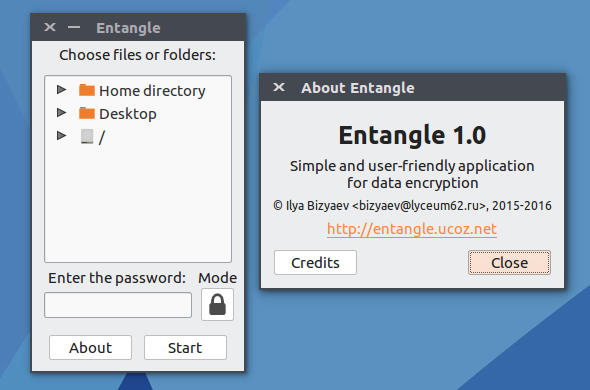 Entangle
Choose files or folders:
Home directory
Desktop
/
Enter the password: Mode
About Start
About Entangle
Entangle 1.0
Simple and user-friendly application
for data encryption
© Ilya Bizyaev <bizyaev@lyceum62.ru>, 2015-2016
http://entangle.ucoz.net
Credits Close